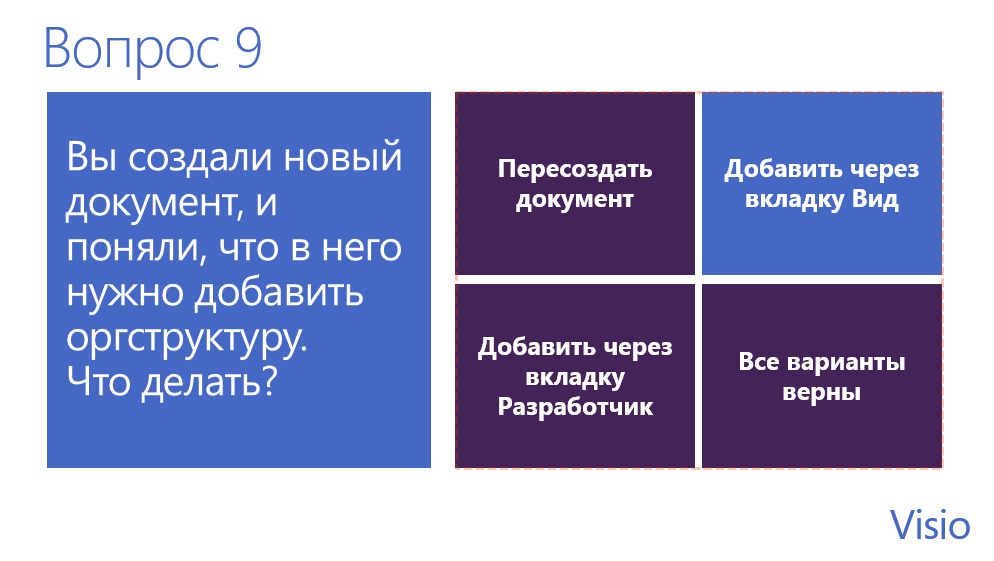 Вопрос 9
Вы создали новый
документ, и
поняли, что в него
нужно добавить
оргструктуру.
Что делать?
Пересоздать
документ
Добавить через
вкладку Вид
Добавить через
вкладку
Разработчик
Все варианты
верны
Visio